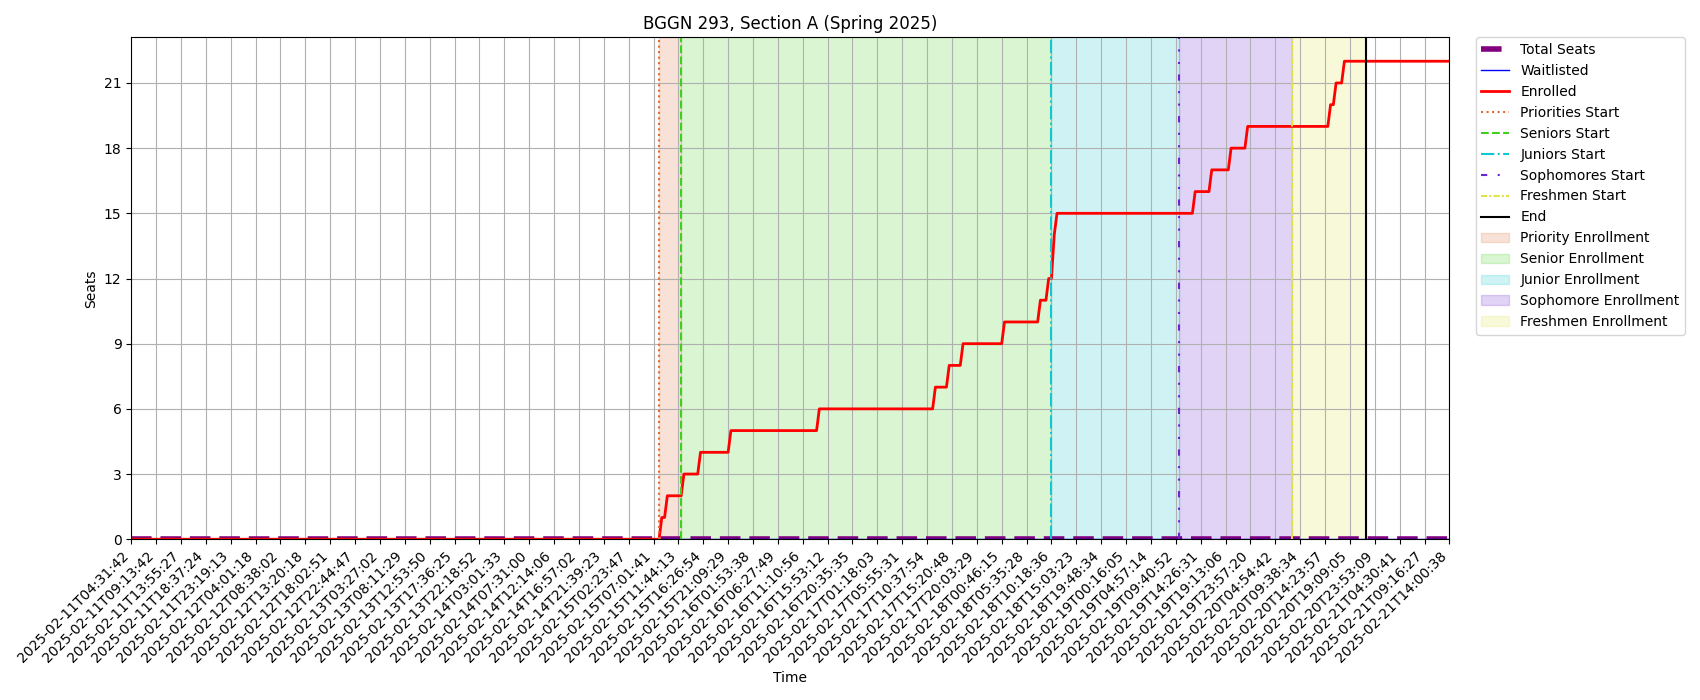 BGGN 293, Section A (Spring 2025)
Seats
21
18
15
12
9
6
3
0
2025-02-11T04:31:42
2025-02-11T09:13:42
2025-02-11T13:55:27
2025-02-11T18:37:24
2025-02-11T23:19:13
2025-02-12T04:01:18
2025-02-12T08:38:02
2025-02-12T13:20:18
2025-02-12T18:02:51
2025-02-12T22:44:47
2025-02-13T03:27:02
2025-02-13T08:11:29
2025-02-13T12:53:50
2025-02-13T17:36:25
2025-02-13T22:18:52
2025-02-14T03:01:33
2025-02-14T07:31:00
2025-02-14T12:14:06
2025-02-14T16:57:02
2025-02-14T21:39:23
2025-02-15T02:23:47
2025-02-15T07:01:41
2025-02-15T11:44:13
2025-02-15T16:26:54
2025-02-15T21:09:29
2025-02-16T01:53:38
2025-02-16T06:27:49
2025-02-16T11:10:56
2025-02-16T15:53:12
2025-02-16T20:35:35
2025-02-17T01:18:03
2025-02-17T05:55:31
2025-02-17T10:37:54
2025-02-17T15:20:48
2025-02-17T20:03:29
2025-02-18T00:46:15
2025-02-18T05:35:28
2025-02-18T10:18:36
2025-02-18T15:03:23
2025-02-18T19:48:34
2025-02-19T00:16:05
2025-02-19T04:57:14
2025-02-19T09:40:52
2025-02-19T14:26:31
2025-02-19T19:13:06
2025-02-19T23:57:20
2025-02-20T04:54:42
2025-02-20T09:38:34
2025-02-20T14:23:57
2025-02-20T19:09:05
2025-02-20T23:53:09
2025-02-21T04:30:41
2025-02-21T09:16:27
2025-02-21T14:00:38
Time
Total Seats
Waitlisted
Enrolled
Priorities Start
Seniors Start
Juniors Start
Sophomores Start
Freshmen Start
End
Priority Enrollment
Senior Enrollment
Junior Enrollment
Sophomore Enrollment
Freshmen Enrollment